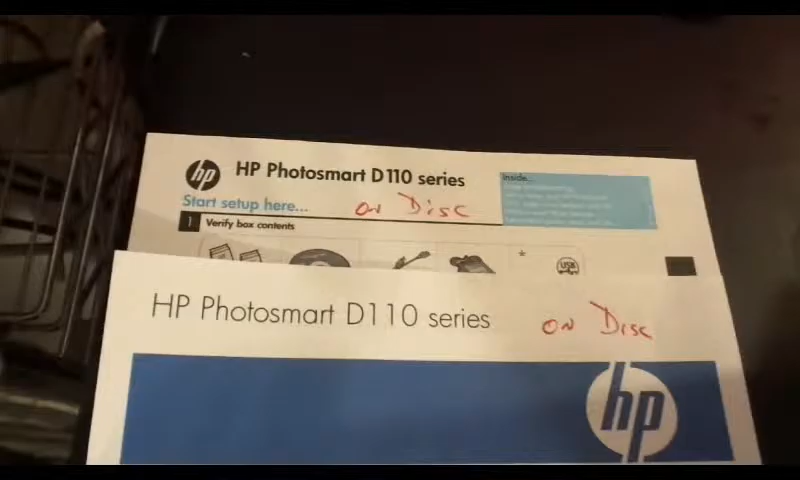 hp HP Photosmart D110 series
Inside...
Start setup here... on Disc
1 Verify box contents
*
USB
HP Photosmart D110 series on Disc
hp